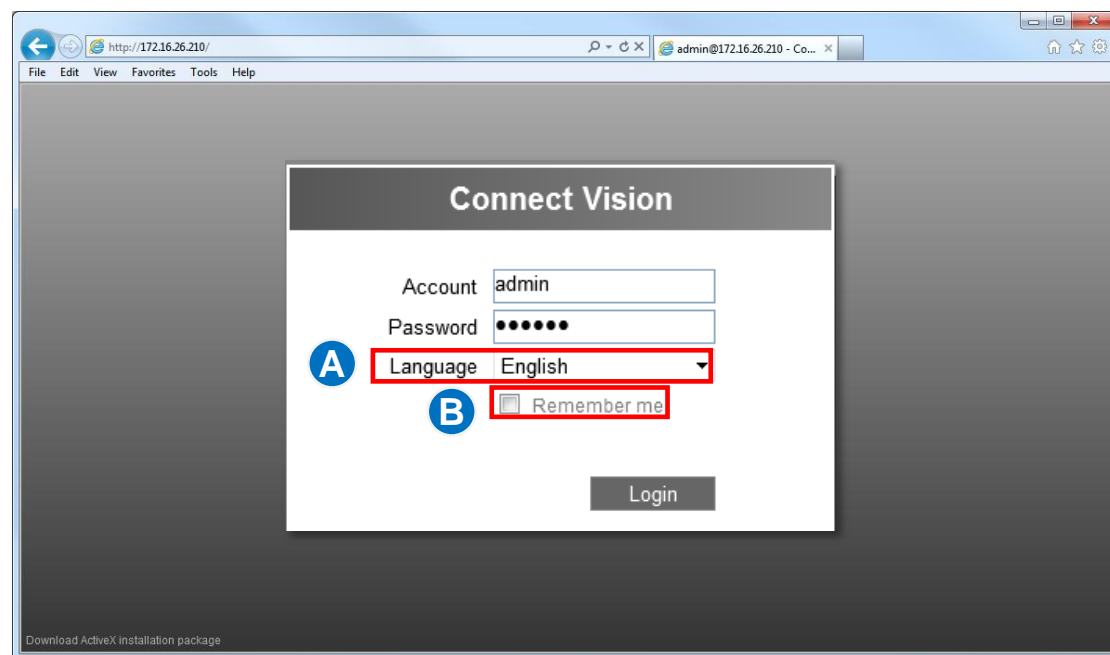 http://172.16.26.210/
admin@172.16.26.210 - Co...
File Edit View Favorites Tools Help
Connect Vision
Account admin
Password ●●●●●●
A Language English
B Remember me
Login
Download ActiveX installation package